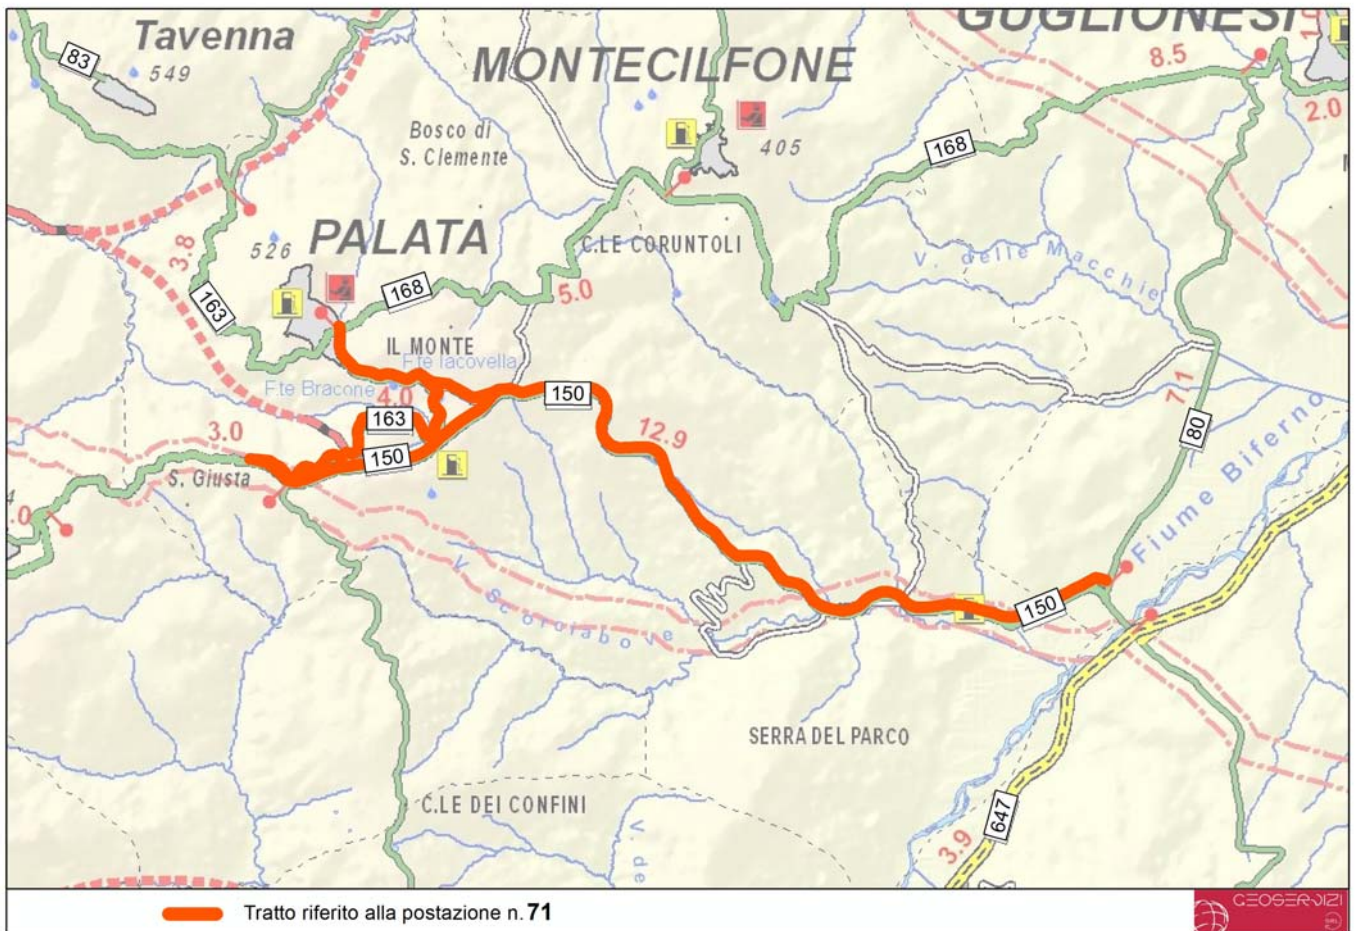 GUGLIONESI
Tavenna
83
549
MONTECILFONE
8.5
2.0
Bosco di
S. Clemente
405
168
PALATA
526
3.8
C.LE CORUNTOLI
V. delle Macchie
163
168
5.0
IL MONTE
F.te Iacovella
F.te Bracone
4.0
150
7.1
163
3.0
12.9
80
150
S. Giusta
Fiume Biferno
.0
V. Scorciabove
150
SERRA DEL PARCO
C.LE DEI CONFINI
647
3.9
V. de
Tratto riferito alla postazione n. 71
GEOSERVIZI